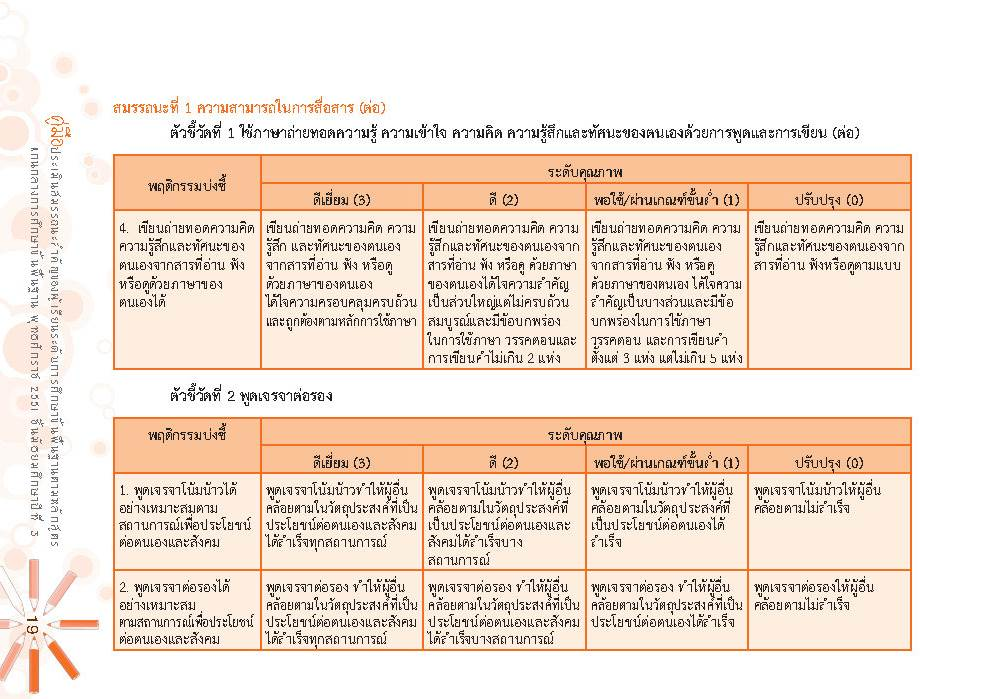 สมรรถนะที่ 1 ความสามารถในการสื่อสาร (ต่อ)
ตัวชี้วัดที่ 1 ใช้ภาษาถ่ายทอดความรู้ ความเข้าใจ ความคิด ความรู้สึกและทัศนะของตนเองด้วยการพูดและการเขียน (ต่อ)
พฤติกรรมบ่งชี้
ระดับคุณภาพ
ดีเยี่ยม (3)
ดี (2)
พอใช้/ผ่านเกณฑ์ขั้นต่ำ (1)
ปรับปรุง (0)
4. เขียนถ่ายทอดความคิด
ความรู้สึกและทัศนะของ
ตนเองจากสารที่อ่าน ฟัง
หรือดูด้วยภาษาของ
ตนเองได้
เขียนถ่ายทอดความคิด ความ
รู้สึก และทัศนะของตนเอง
จากสารที่อ่าน ฟัง หรือดู
ด้วยภาษาของตนเอง
ได้ใจความครอบคลุมครบถ้วน
และถูกต้องตามหลักการใช้ภาษา
เขียนถ่ายทอดความคิด ความ
รู้สึกและทัศนะของตนเองจาก
สารที่อ่าน ฟัง หรือดู ด้วยภาษา
ของตนเองได้ใจความสำคัญ
เป็นส่วนใหญ่แต่ไม่ครบถ้วน
สมบูรณ์และมีข้อบกพร่อง
ในการใช้ภาษา วรรคตอนและ
การเขียนคำไม่เกิน 2 แห่ง
เขียนถ่ายทอดความคิด ความ
รู้สึกและทัศนะของตนเอง
จากสารที่อ่าน ฟัง หรือดู
ด้วยภาษาของตนเอง ได้ใจความ
สำคัญเป็นบางส่วนและมีข้อ
บกพร่องในการใช้ภาษา
วรรคตอน และการเขียนคำ
ตั้งแต่ 3 แห่ง แต่ไม่เกิน 5 แห่ง
เขียนถ่ายทอดความคิด ความ
รู้สึกและทัศนะของตนเองจาก
สารที่อ่าน ฟังหรือดูตามแบบ
ตัวชี้วัดที่ 2 พูดเจรจาต่อรอง
พฤติกรรมบ่งชี้
ระดับคุณภาพ
ดีเยี่ยม (3)
ดี (2)
พอใช้/ผ่านเกณฑ์ขั้นต่ำ (1)
ปรับปรุง (0)
1. พูดเจรจาโน้มน้าวได้
อย่างเหมาะสมตาม
สถานการณ์เพื่อประโยชน์
ต่อตนเองและสังคม
พูดเจรจาโน้มน้าวทำให้ผู้อื่น
คล้อยตามในวัตถุประสงค์ที่เป็น
ประโยชน์ต่อตนเองและสังคม
ได้สำเร็จทุกสถานการณ์
พูดเจรจาโน้มน้าวทำให้ผู้อื่น
คล้อยตามในวัตถุประสงค์ที่
เป็นประโยชน์ต่อตนเองและ
สังคมได้สำเร็จบาง
สถานการณ์
พูดเจรจาโน้มน้าวทำให้ผู้อื่น
คล้อยตามในวัตถุประสงค์ที่
เป็นประโยชน์ต่อตนเองได้
สำเร็จ
พูดเจรจาโน้มน้าวให้ผู้อื่น
คล้อยตามไม่สำเร็จ
2. พูดเจรจาต่อรองได้
อย่างเหมาะสม
ตามสถานการณ์เพื่อประโยชน์
ต่อตนเองและสังคม
พูดเจรจาต่อรอง ทำให้ผู้อื่น
คล้อยตามในวัตถุประสงค์ที่เป็น
ประโยชน์ต่อตนเองและสังคม
ได้สำเร็จทุกสถานการณ์
พูดเจรจาต่อรอง ทำให้ผู้อื่น
คล้อยตามในวัตถุประสงค์ที่เป็น
ประโยชน์ต่อตนเองและสังคม
ได้สำเร็จบางสถานการณ์
พูดเจรจาต่อรอง ทำให้ผู้อื่น
คล้อยตามในวัตถุประสงค์ที่เป็น
ประโยชน์ต่อตนเองได้สำเร็จ
พูดเจรจาต่อรองให้ผู้อื่น
คล้อยตามไม่สำเร็จ
คู่มือประเมินสมรรถนะสำคัญของผู้เรียนระดับการศึกษาขั้นพื้นฐานตามหลักสูตร
แกนกลางการศึกษาขั้นพื้นฐาน พุทธศักราช 2551 ชั้นมัธยมศึกษาปีที่ 3
19